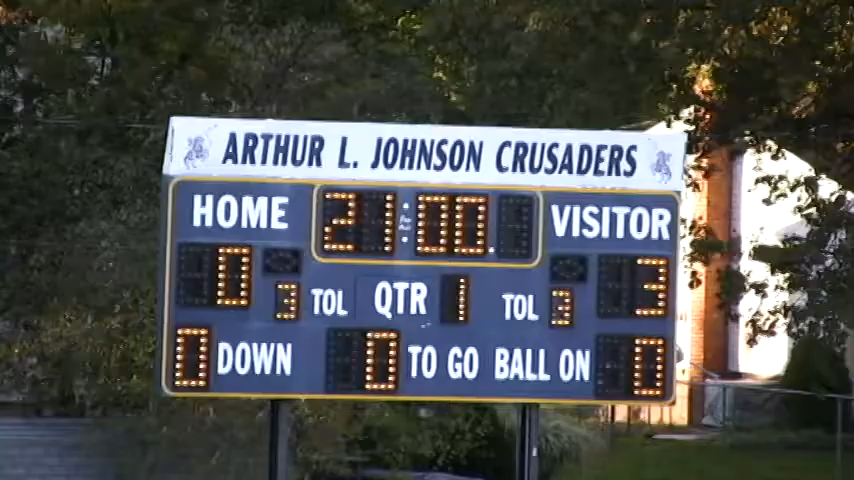 ARTHUR L. JOHNSON CRUSADERS
HOME 21:00 VISITOR
0 3 TOL QTR 1 TOL 3 3
0 DOWN 0 TO GO BALL ON 0